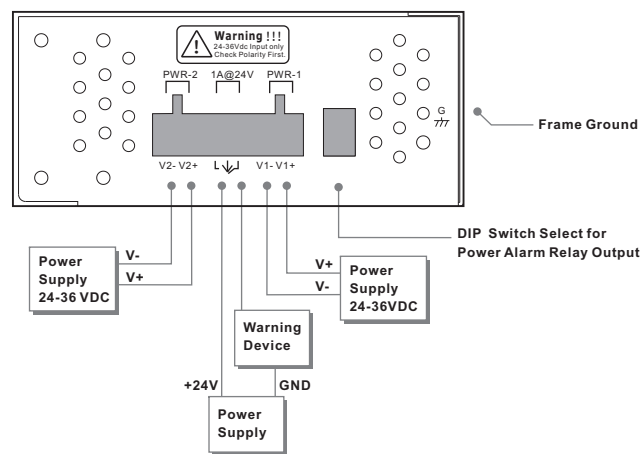 Warning !!!
24-36Vdc Input only
Check Polarity First.
PWR-2 1A@24V PWR-1
G
Frame Ground
V2- V2+ V1- V1+
DIP Switch Select for
Power Alarm Relay Output
Power
Supply
24-36 VDC
V-
V+
V+
V-
Power
Supply
24-36VDC
Warning
Device
+24V GND
Power
Supply